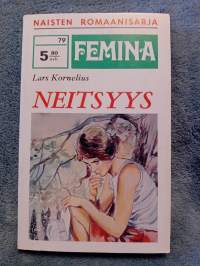 NAISTEN ROMAANISARJA
79
5.80
FEMINA
Lars Kornelius
NEITSYYS